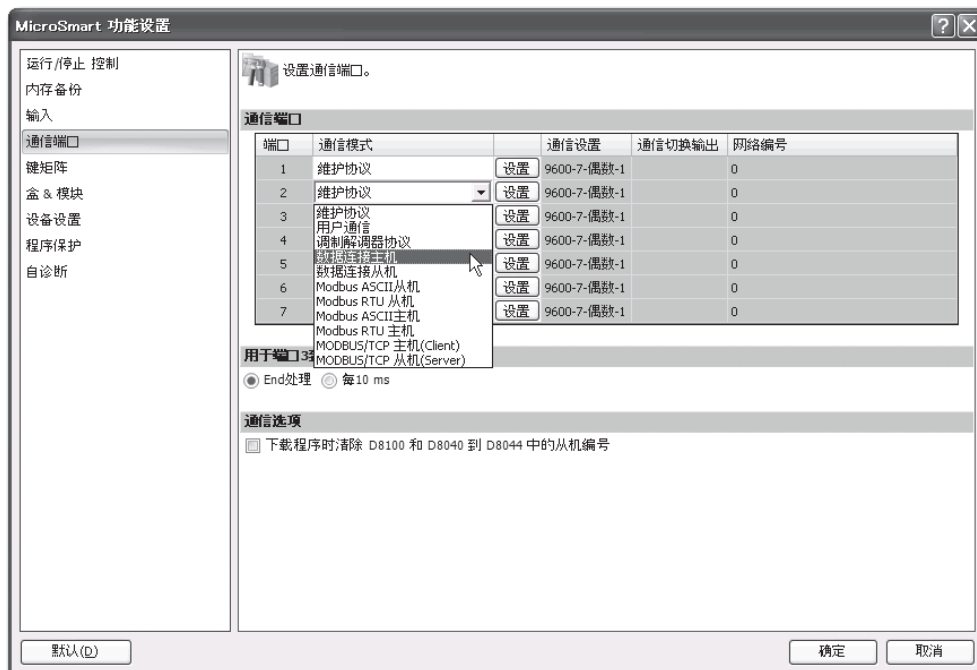 MicroSmart 功能设置
运行/停止 控制
内存备份
输入
通信端口
键矩阵
盒 & 模块
设备设置
程序保护
自诊断
设置通信端口。
通信端口
端口 通信模式 通信设置 通信切换输出 网络编号
1 维护协议 设置 9600-7-偶数-1 0
2 维护协议 设置 9600-7-偶数-1 0
3 设置 9600-7-偶数-1 0
4 设置 9600-7-偶数-1 0
5 设置 9600-7-偶数-1 0
6 设置 9600-7-偶数-1 0
7 设置 9600-7-偶数-1 0
维护协议
用户通信
调制解调器协议
数据连接主机
数据连接从机
Modbus ASCII从机
Modbus RTU 从机
Modbus ASCII主机
Modbus RTU 主机
MODBUS/TCP 主机(Client)
MODBUS/TCP 从机(Server)
用于端口3
End处理 每10 ms
通信选项
下载程序时清除 D8100 和 D8040 到 D8044 中的从机编号
默认(D)
确定
取消